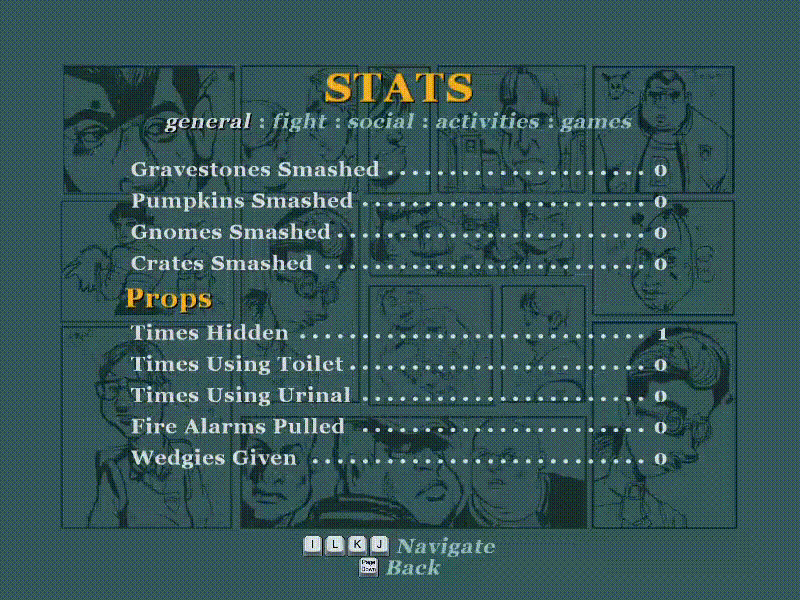 STATS
general : fight : social : activities : games
Gravestones Smashed ..................... 0
Pumpkins Smashed ....................... 0
Gnomes Smashed ......................... 0
Crates Smashed .......................... 0
Props
Times Hidden ............................ 1
Times Using Toilet ........................ 0
Times Using Urinal ....................... 0
Fire Alarms Pulled ....................... 0
Wedgies Given ........................... 0
I L K J Navigate
Page Down Back